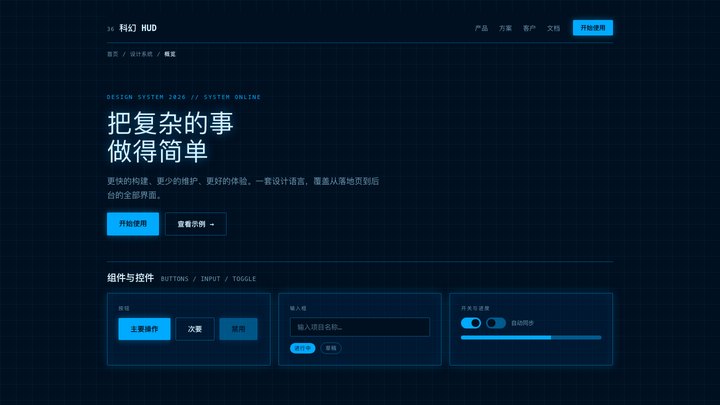 36 科幻 HUD
产品 方案 客户 文档 开始使用
首页 / 设计系统 / 概览
DESIGN SYSTEM 2026 // SYSTEM ONLINE
把复杂的事
做得简单
更快的构建、更少的维护、更好的体验。一套设计语言，覆盖从落地页到后
台的全部界面。
开始使用 查看示例 →
组件与控件 BUTTONS / INPUT / TOGGLE
按钮
主要操作 次要 禁用
输入框
输入项目名称…
进行中 草稿
开关与进度
自动同步